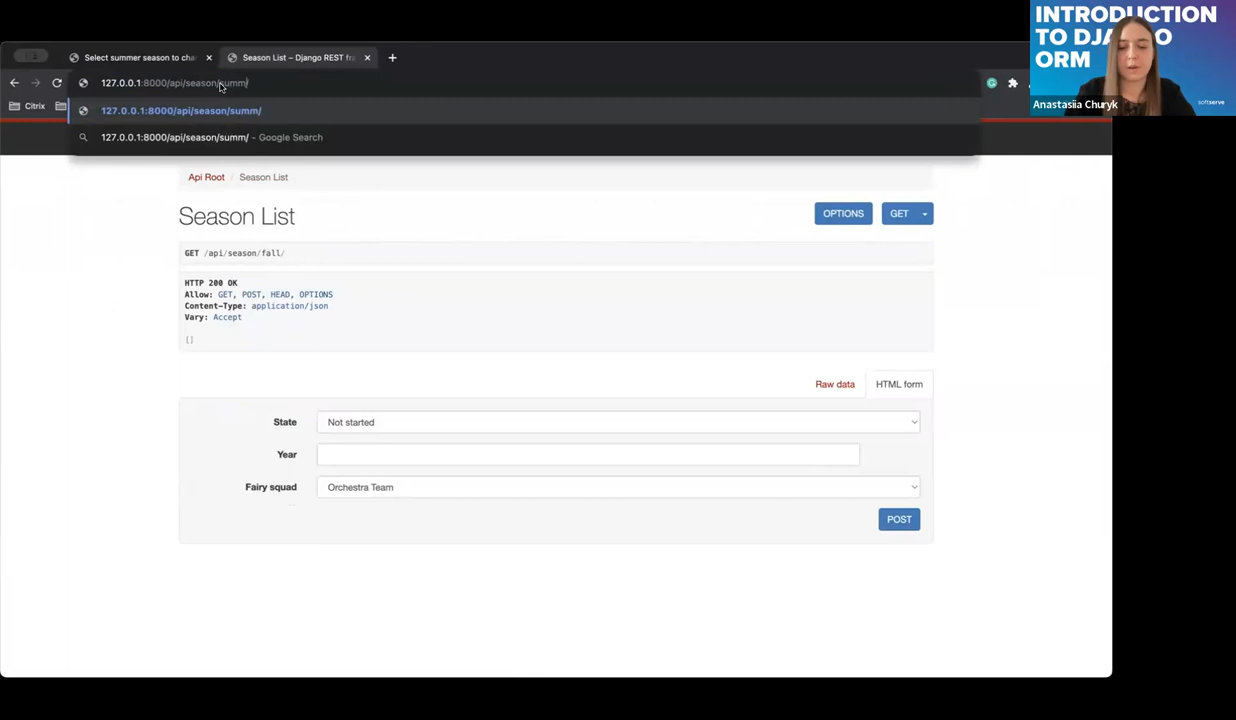 INTRODUCTION
TO DJANGO
ORM
Anastasiia Churyk
softserve
Select summer season to cha
Season List – Django REST fra
127.0.0.1:8000/api/season/summ/
Citrix
127.0.0.1:8000/api/season/summ/
127.0.0.1:8000/api/season/summ/ – Google Search
Api Root / Season List
Season List
OPTIONS
GET
GET /api/season/fall/
HTTP 200 OK
Allow: GET, POST, HEAD, OPTIONS
Content-Type: application/json
Vary: Accept
[]
Raw data
HTML form
State
Not started
Year
Fairy squad
Orchestra Team
POST